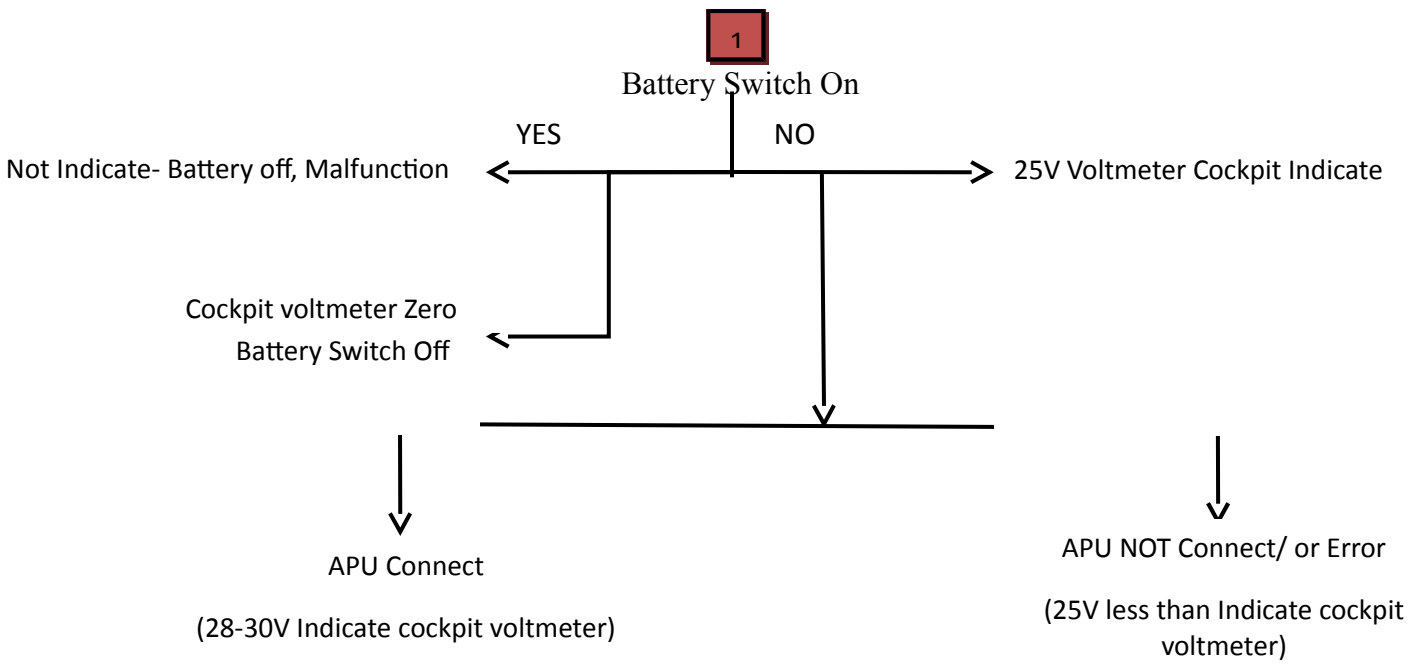 1
Battery Switch On
YES
NO
Not Indicate- Battery off, Malfunction
25V Voltmeter Cockpit Indicate
Cockpit voltmeter Zero
Battery Switch Off
APU Connect
(28-30V Indicate cockpit voltmeter)
APU NOT Connect/ or Error
(25V less than Indicate cockpit
voltmeter)